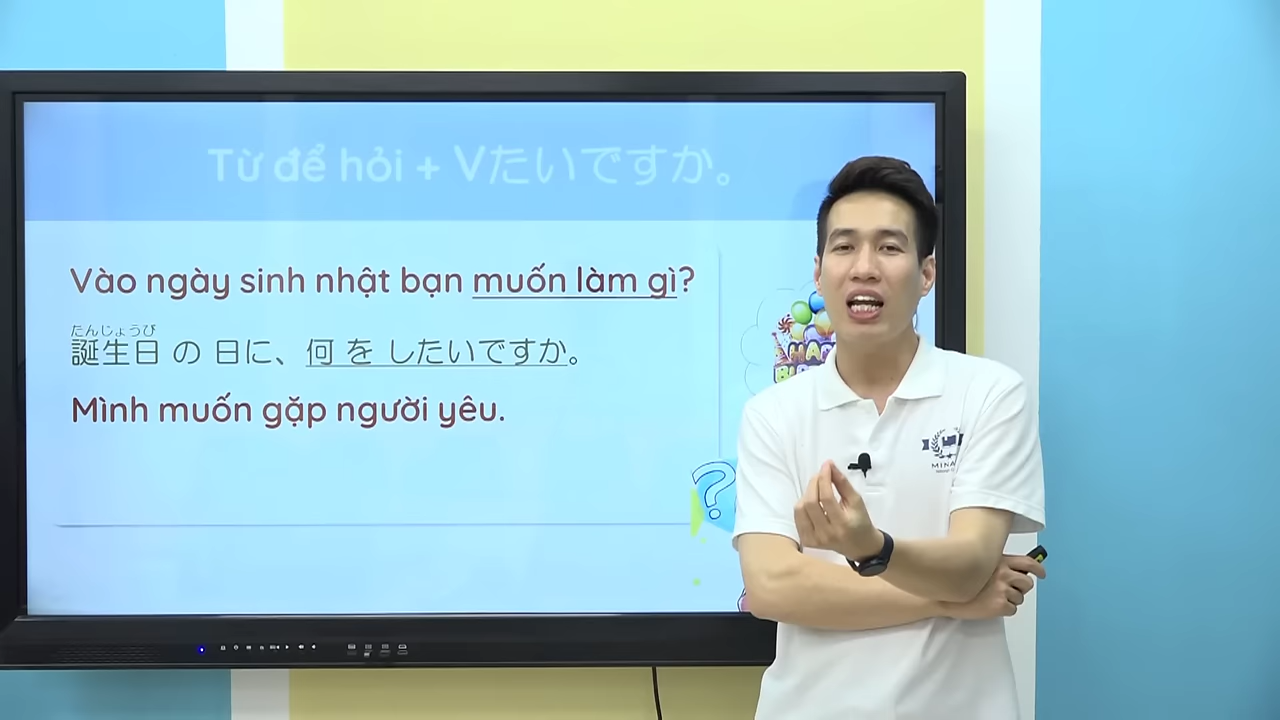 Từ để hỏi + Vたいですか。
Vào ngày sinh nhật bạn muốn làm gì?
たんじょうび
誕生日 の 日に、何 を したいですか。
Mình muốn gặp người yêu.
?